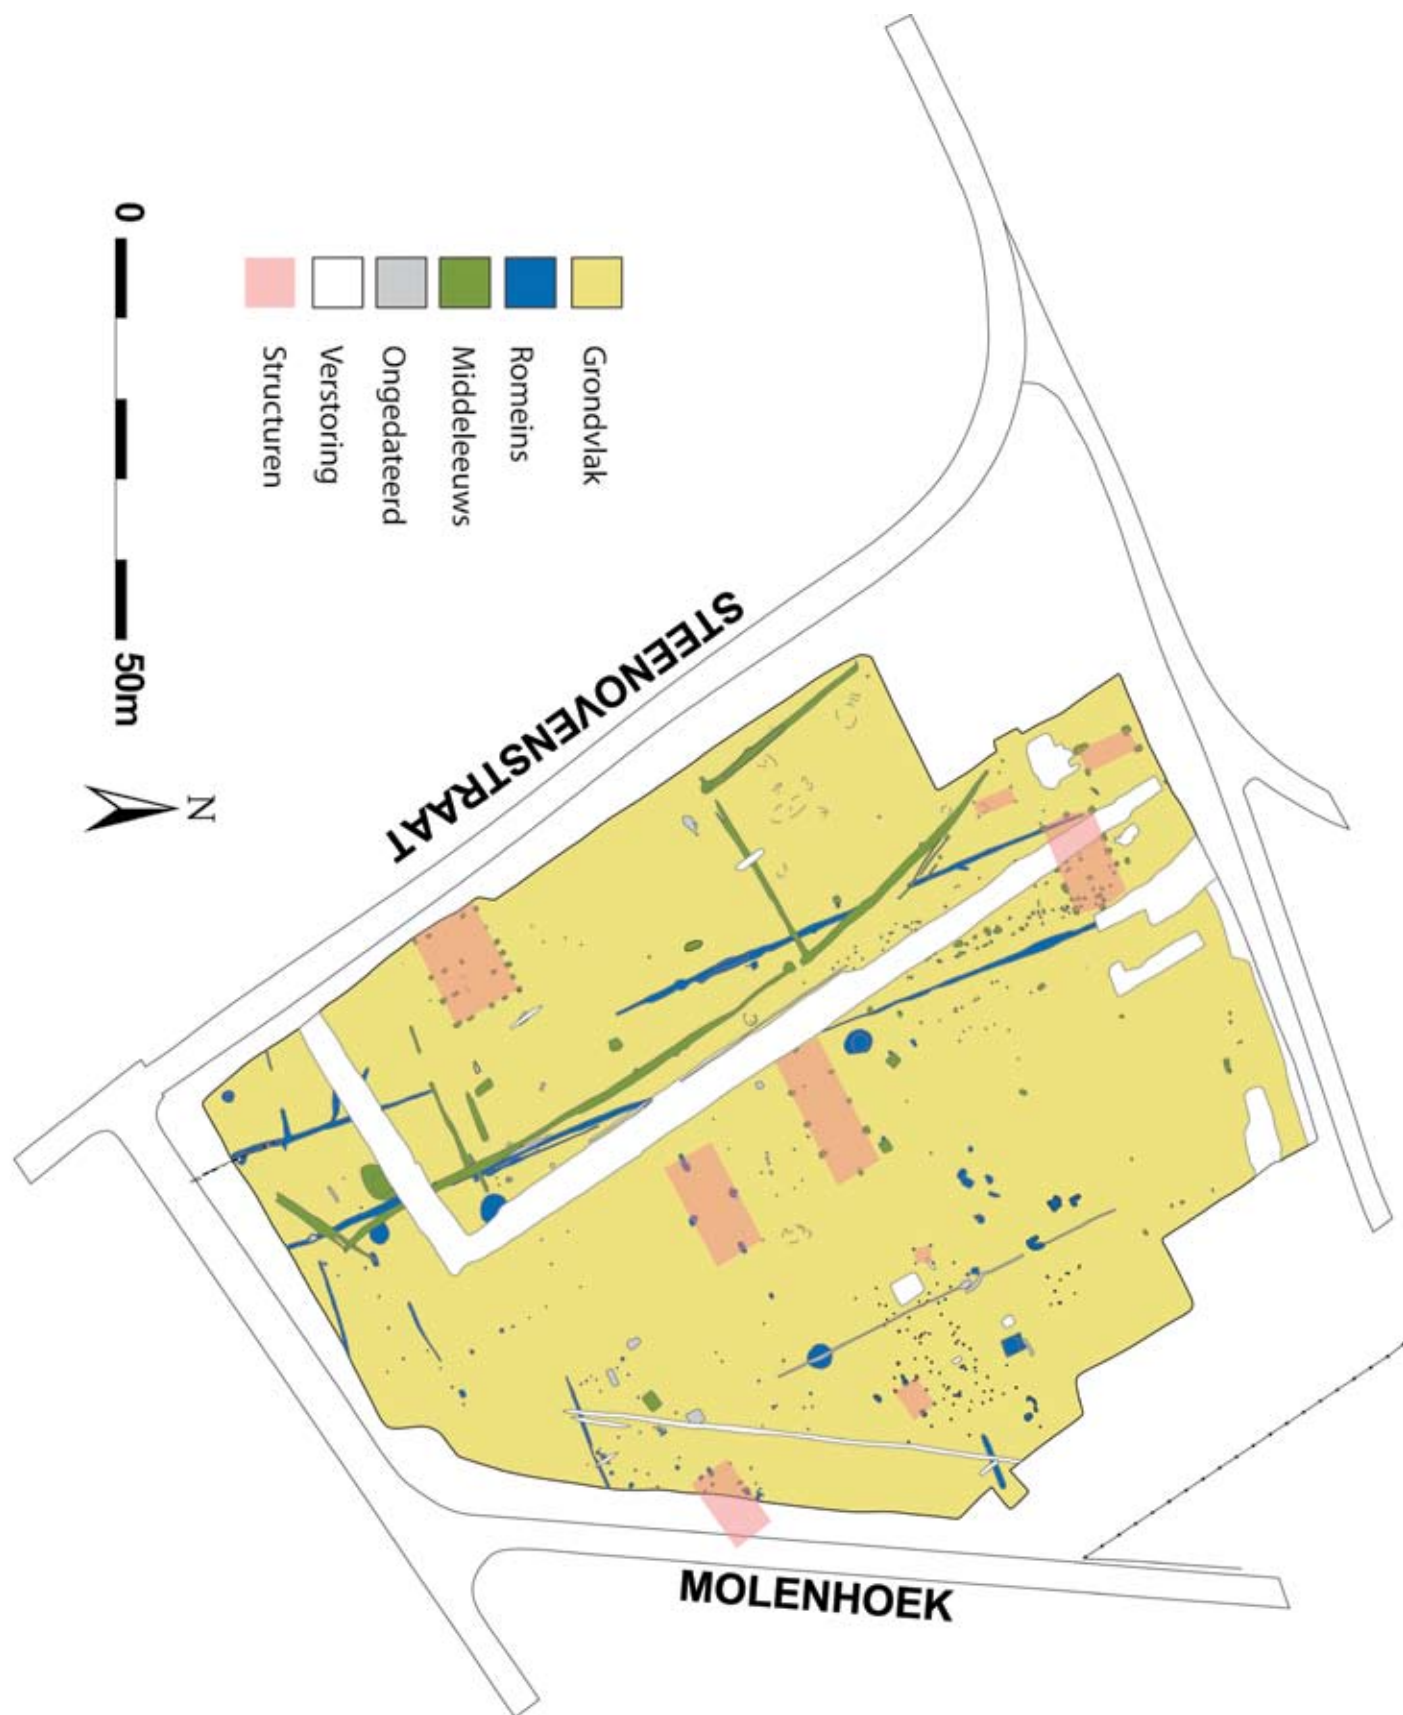 0
50m
N
Grondvlak
Romeins
Middeleeuws
Ongedateerd
Verstoring
Structuren
STEENOVENSTRAAT
MOLENHOEK